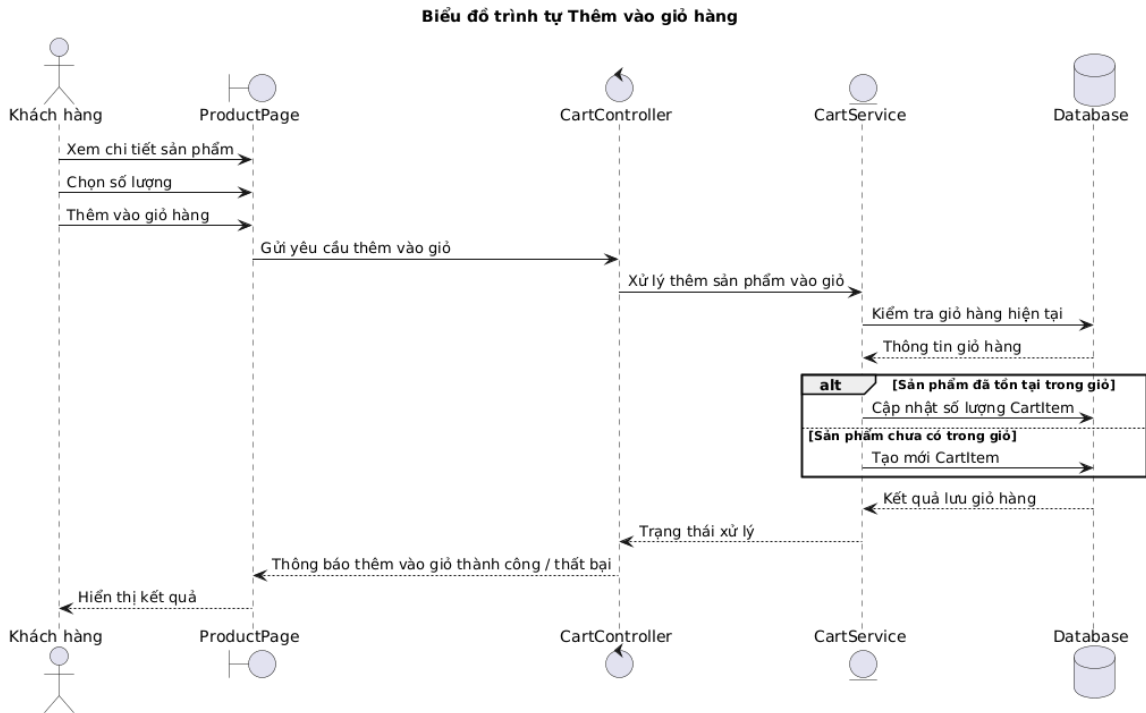 Biểu đồ trình tự Thêm vào giỏ hàng
Khách hàng ProductPage CartController CartService Database
Xem chi tiết sản phẩm
Chọn số lượng
Thêm vào giỏ hàng
Gửi yêu cầu thêm vào giỏ
Xử lý thêm sản phẩm vào giỏ
Kiểm tra giỏ hàng hiện tại
Thông tin giỏ hàng
alt [Sản phẩm đã tồn tại trong giỏ]
Cập nhật số lượng CartItem
[Sản phẩm chưa có trong giỏ]
Tạo mới CartItem
Kết quả lưu giỏ hàng
Trạng thái xử lý
Thông báo thêm vào giỏ thành công / thất bại
Hiển thị kết quả
Khách hàng ProductPage CartController CartService Database